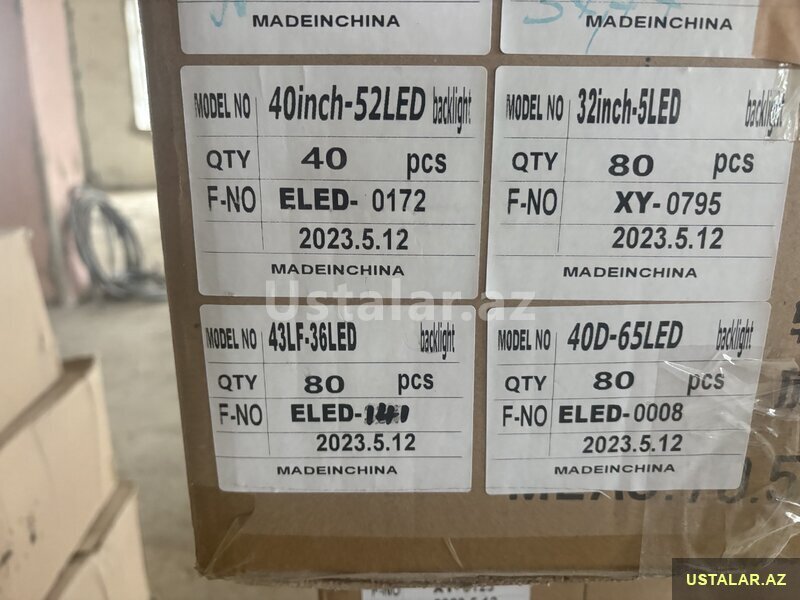 MADEINCHINA
MADEINCHINA
MODEL NO 40inch-52LED backlight
QTY 40 pcs
F-NO ELED-0172
2023.5.12
MADEINCHINA
MODEL NO 32inch-5LED backlight
QTY 80 pcs
F-NO XY-0795
2023.5.12
MADEINCHINA
Ustalar.az
MODEL NO 43LF-36LED backlight
QTY 80 pcs
F-NO ELED-
2023.5.12
MADEINCHINA
MODEL NO 40D-65LED backlight
QTY 80 pcs
F-NO ELED-0008
2023.5.12
MADEINCHINA
F-NO
USTALAR.AZ